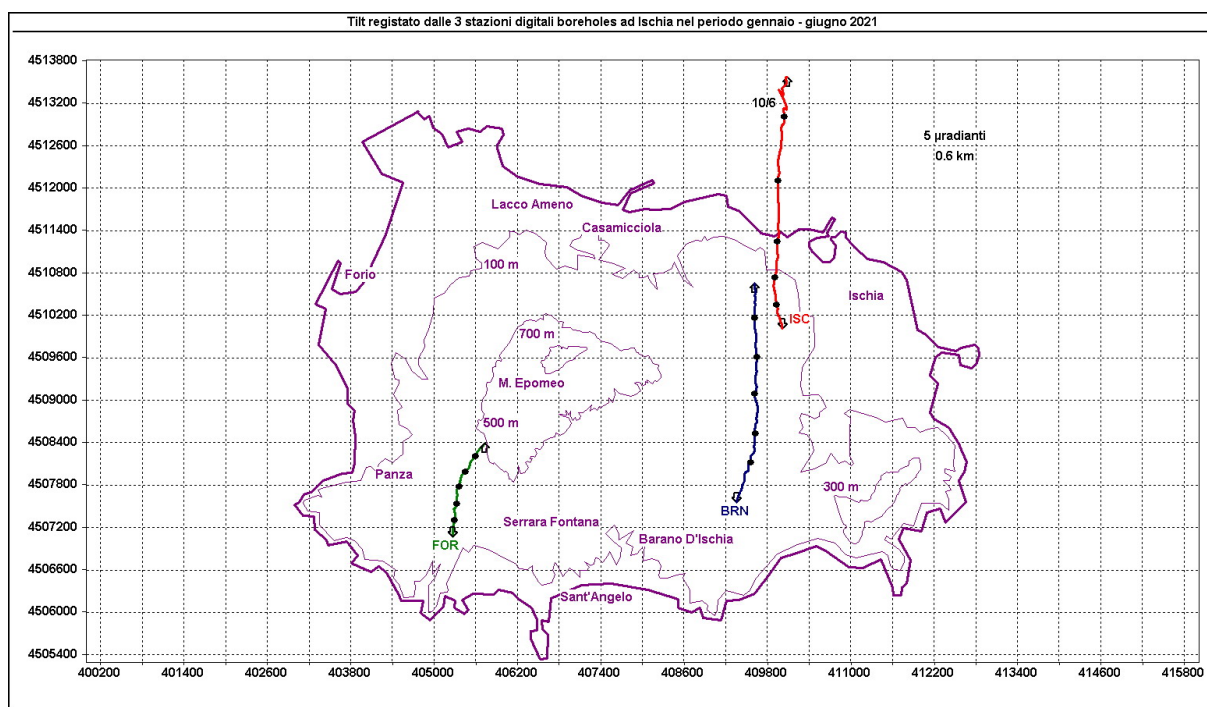 Tilt registato dalle 3 stazioni digitali boreholes ad Ischia nel periodo gennaio - giugno 2021
4513800
4513200
10/6
4512600
5 µradianti
0.6 km
4512000
Lacco Ameno
4511400
Casamicciola
4510800
Forio
100 m
Ischia
4510200
ISC
700 m
4509600
M. Epomeo
4509000
500 m
4508400
Panza
4507800
300 m
BRN
4507200
Serrara Fontana
FOR
Barano D'Ischia
4506600
Sant'Angelo
4506000
4505400
400200 401400 402600 403800 405000 406200 407400 408600 409800 411000 412200 413400 414600 415800